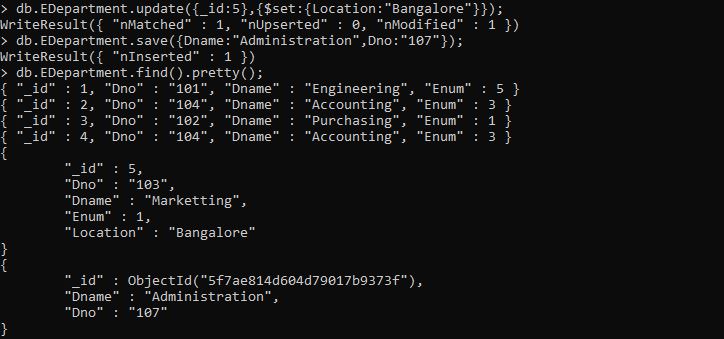 > db.EDepartment.update({_id:5},{$set:{Location:"Bangalore"}});
WriteResult({ "nMatched" : 1, "nUpserted" : 0, "nModified" : 1 })
> db.EDepartment.save({Dname:"Administration",Dno:"107"});
WriteResult({ "nInserted" : 1 })
> db.EDepartment.find().pretty();
{ "_id" : 1, "Dno" : "101", "Dname" : "Engineering", "Enum" : 5 }
{ "_id" : 2, "Dno" : "104", "Dname" : "Accounting", "Enum" : 3 }
{ "_id" : 3, "Dno" : "102", "Dname" : "Purchasing", "Enum" : 1 }
{ "_id" : 4, "Dno" : "104", "Dname" : "Accounting", "Enum" : 3 }
{
        "_id" : 5,
        "Dno" : "103",
        "Dname" : "Marketting",
        "Enum" : 1,
        "Location" : "Bangalore"
}
{
        "_id" : ObjectId("5f7ae814d604d79017b9373f"),
        "Dname" : "Administration",
        "Dno" : "107"
}